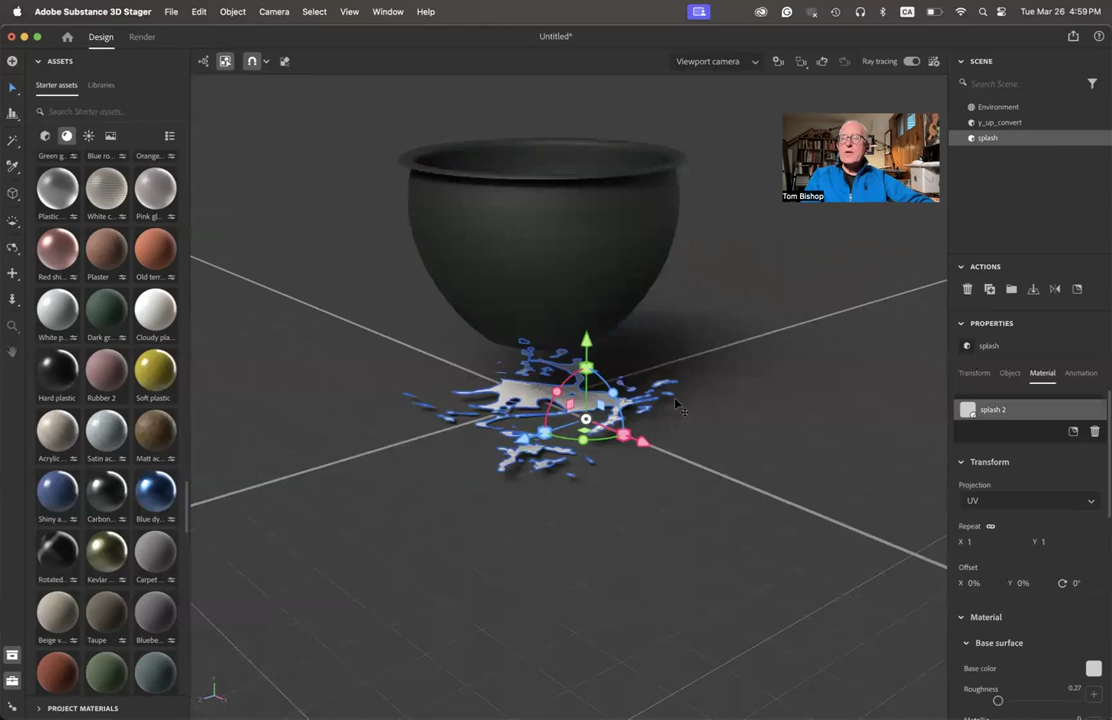 Adobe Substance 3D Stager File Edit Object Camera Select View Window Help CA Tue Mar 26 4:59 PM
Design Render Untitled*
ASSETS Viewport camera Ray tracing SCENE
Starter assets Libraries Search Scene...
Search Starter assets...
Environment
y_up_convert
splash
Green g... Blue ro... Orange...
Plastic ... White c... Pink gl...
Tom Bishop
Red shi... Plaster Old terr...
ACTIONS
White p... Dark gr... Cloudy pla...
PROPERTIES
splash
Transform Object Material Animation
Hard plastic Rubber 2 Soft plastic
splash 2
Acrylic ... Satin ac... Matt ac...
Transform
Projection
UV
Shiny a... Carbon... Blue dy...
Repeat
X 1 Y 1
Offset
X 0% Y 0% 0°
Rotated... Kevlar ... Carpet...
Material
Beige v... Taupe Bluebe...
Base surface
Base color
Roughness 0.27
PROJECT MATERIALS